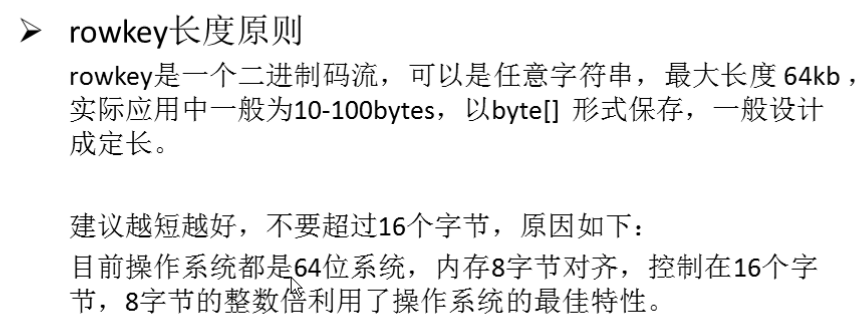 ➢ rowkey长度原则
rowkey是一个二进制码流，可以是任意字符串，最大长度 64kb ，
实际应用中一般为10-100bytes，以byte[] 形式保存，一般设计
成定长。
建议越短越好，不要超过16个字节，原因如下：
目前操作系统都是64位系统，内存8字节对齐，控制在16个字
节，8字节的整数倍利用了操作系统的最佳特性。